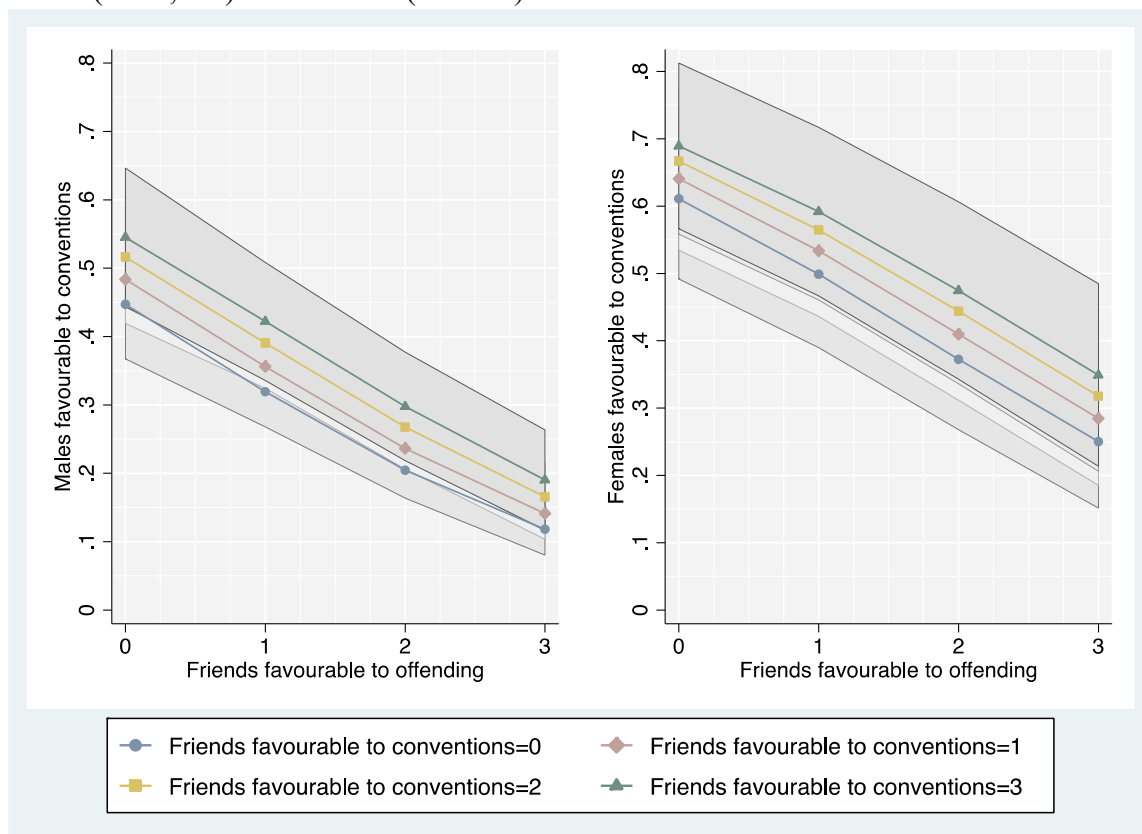 .8
.7
.6
.5
.4
.3
.2
.1
0
Males favourable to conventions
0 1 2 3
Friends favourable to offending
.8
.7
.6
.5
.4
.3
.2
.1
0
Females favourable to conventions
0 1 2 3
Friends favourable to offending
Friends favourable to conventions=0 Friends favourable to conventions=1
Friends favourable to conventions=2 Friends favourable to conventions=3